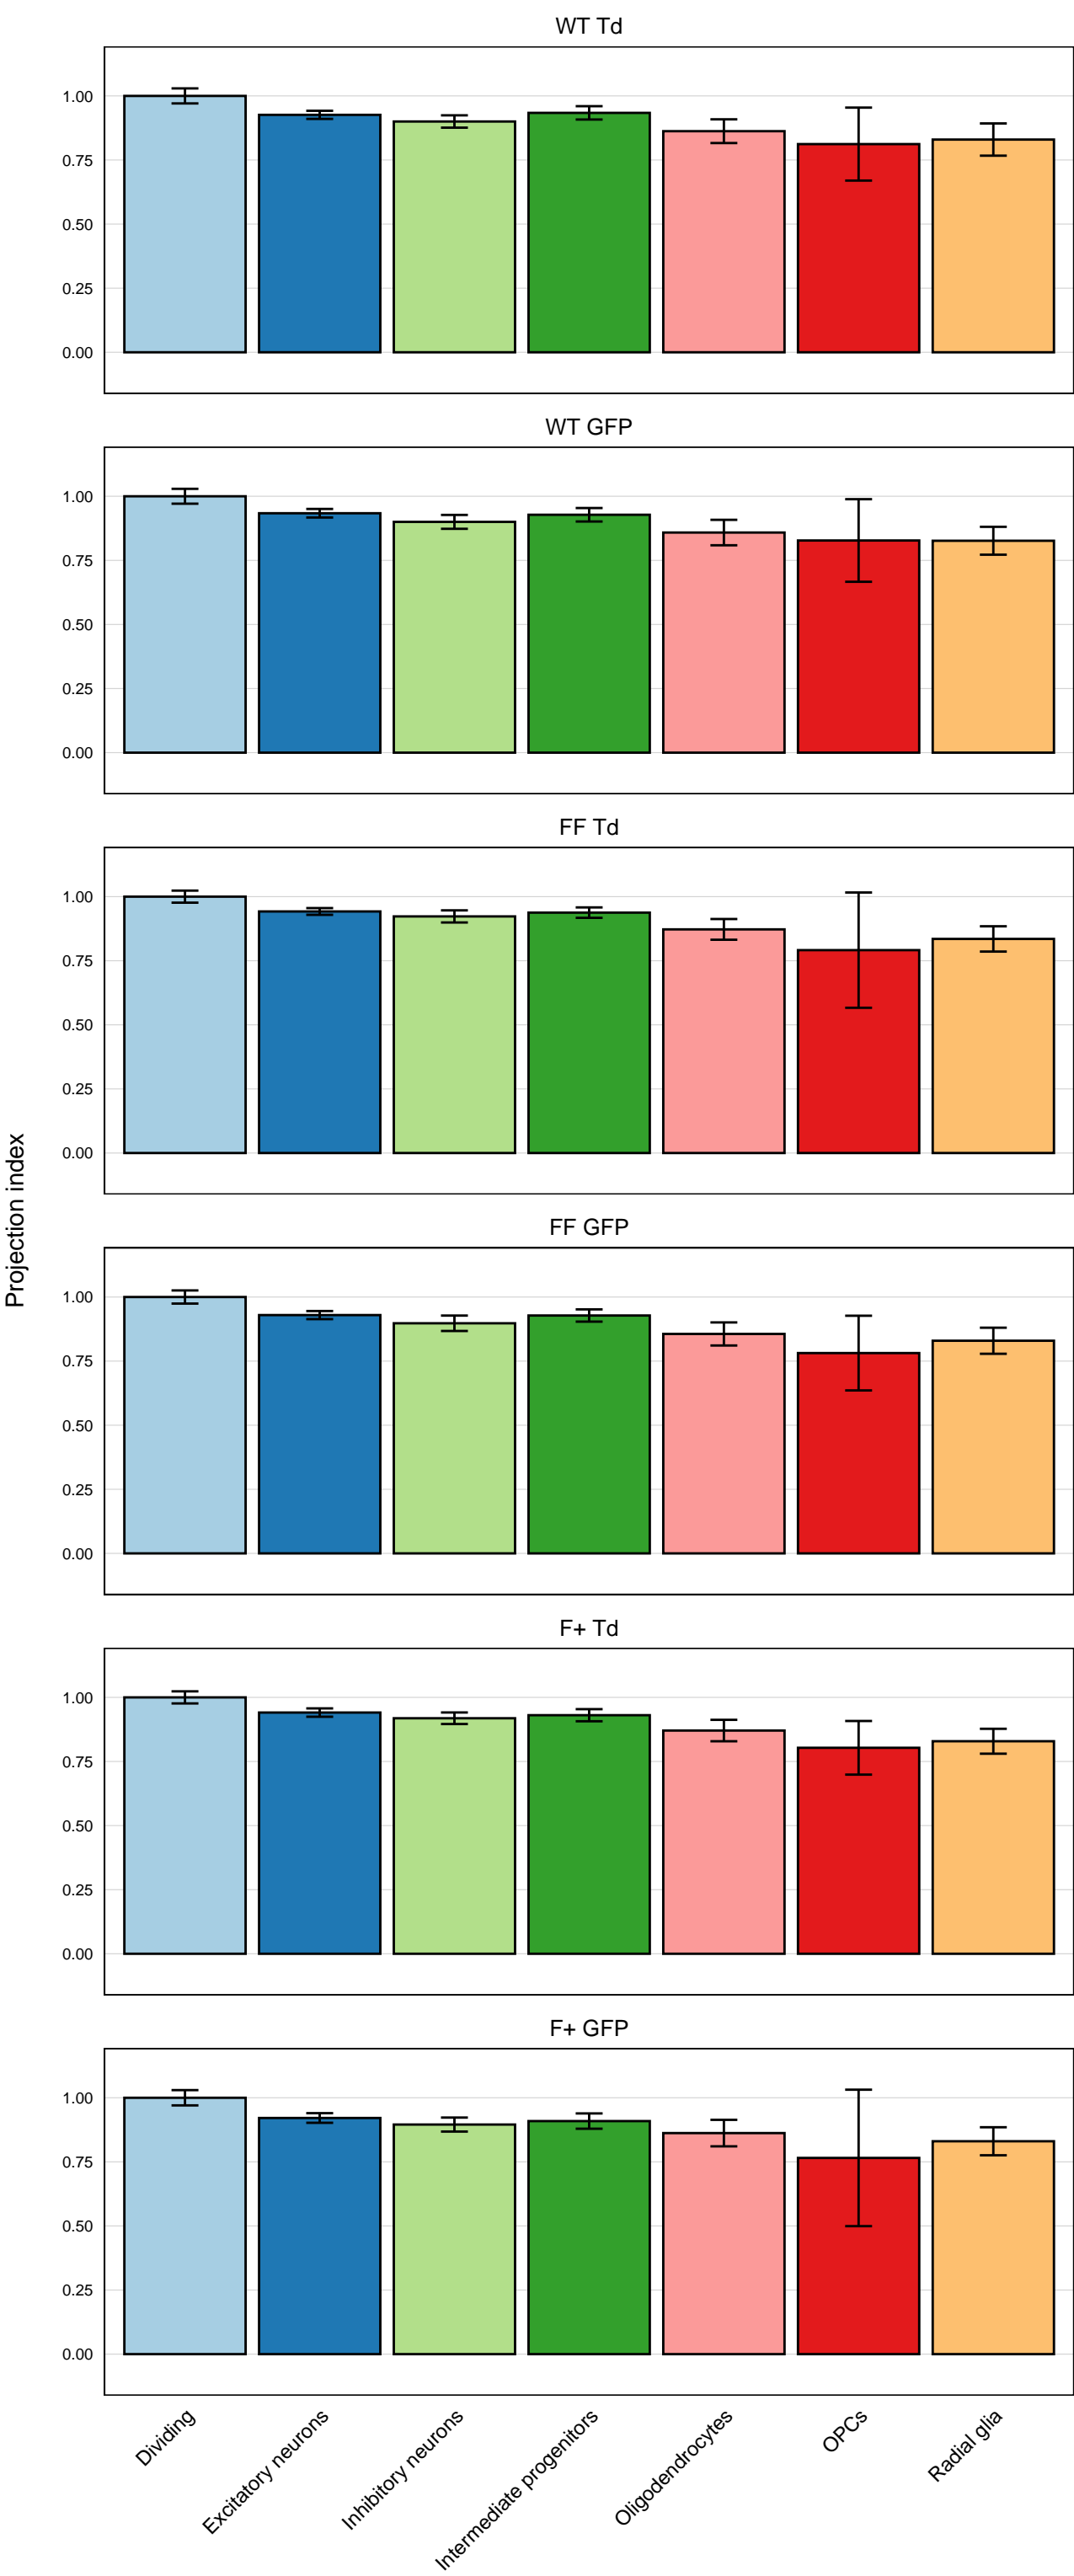 WT Td
1.00
0.75
0.50
0.25
0.00
WT GFP
1.00
0.75
0.50
0.25
0.00
FF Td
1.00
0.75
0.50
0.25
0.00
Projection index
FF GFP
1.00
0.75
0.50
0.25
0.00
F+ Td
1.00
0.75
0.50
0.25
0.00
F+ GFP
1.00
0.75
0.50
0.25
0.00
Dividing
Excitatory neurons
Inhibitory neurons
Intermediate progenitors
Oligodendrocytes
OPCs
Radial glia